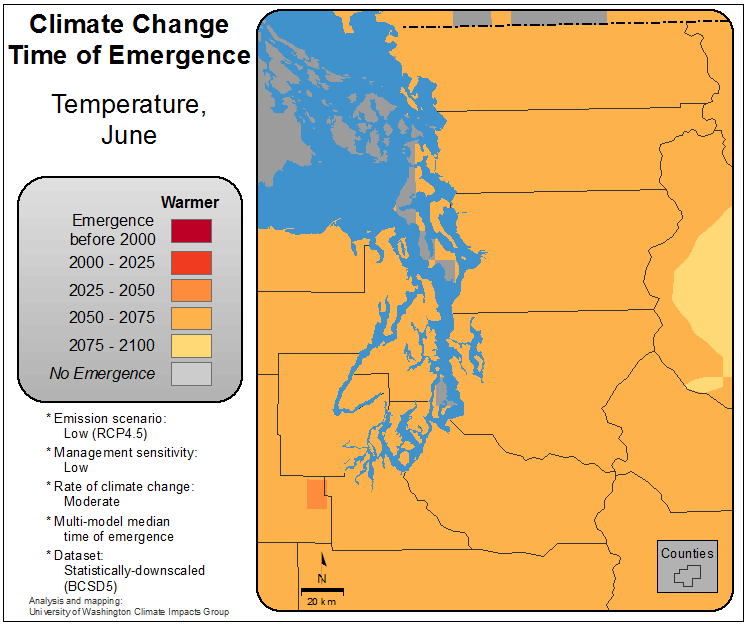 Climate Change
Time of Emergence
Temperature,
June
Warmer
Emergence
before 2000
2000 - 2025
2025 - 2050
2050 - 2075
2075 - 2100
No Emergence
* Emission scenario:
Low (RCP4.5)
* Management sensitivity:
Low
* Rate of climate change:
Moderate
* Multi-model median
time of emergence
* Dataset:
Statistically-downscaled
(BCSD5)
Analysis and mapping:
University of Washington Climate Impacts Group
N
20 km
Counties